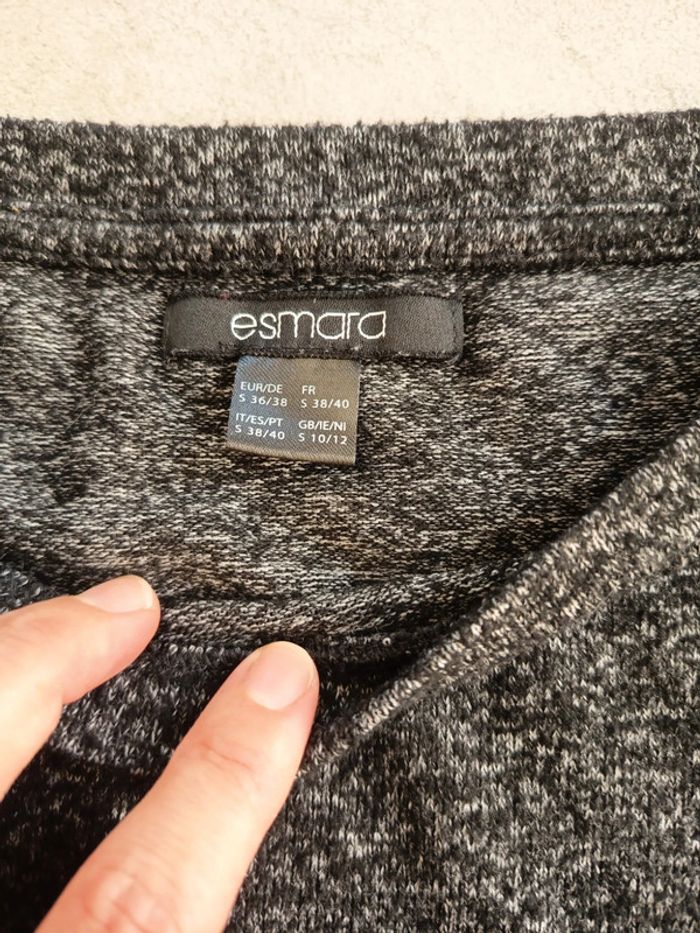 esmara
EUR/DE FR
S 36/38 S 38/40
IT/ES/PT GB/IE/NI
S 38/40 S 10/12